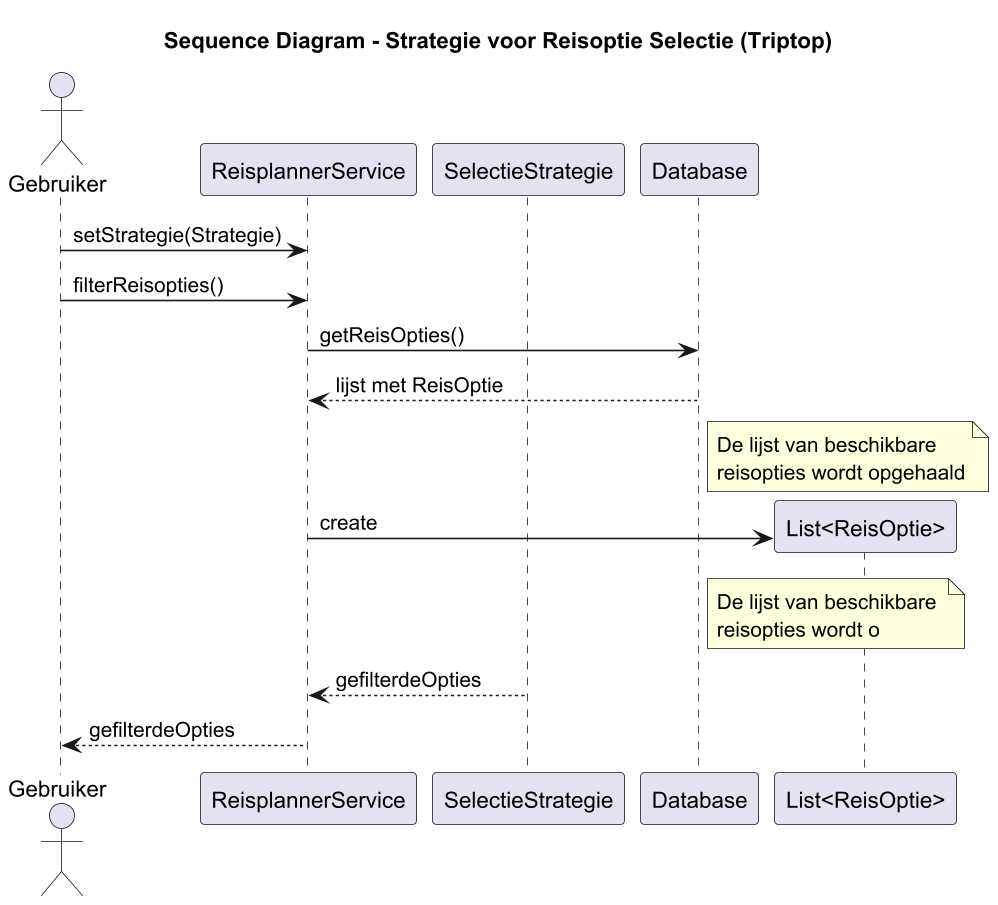 Sequence Diagram - Strategie voor Reisoptie Selectie (Triptop)
Gebruiker
ReisplannerService
SelectieStrategie
Database
setStrategie(Strategie)
filterReisopties()
getReisOpties()
lijst met ReisOptie
De lijst van beschikbare
reisopties wordt opgehaald
create
List<ReisOptie>
De lijst van beschikbare
reisopties wordt o
gefilterdeOpties
gefilterdeOpties
Gebruiker
ReisplannerService
SelectieStrategie
Database
List<ReisOptie>